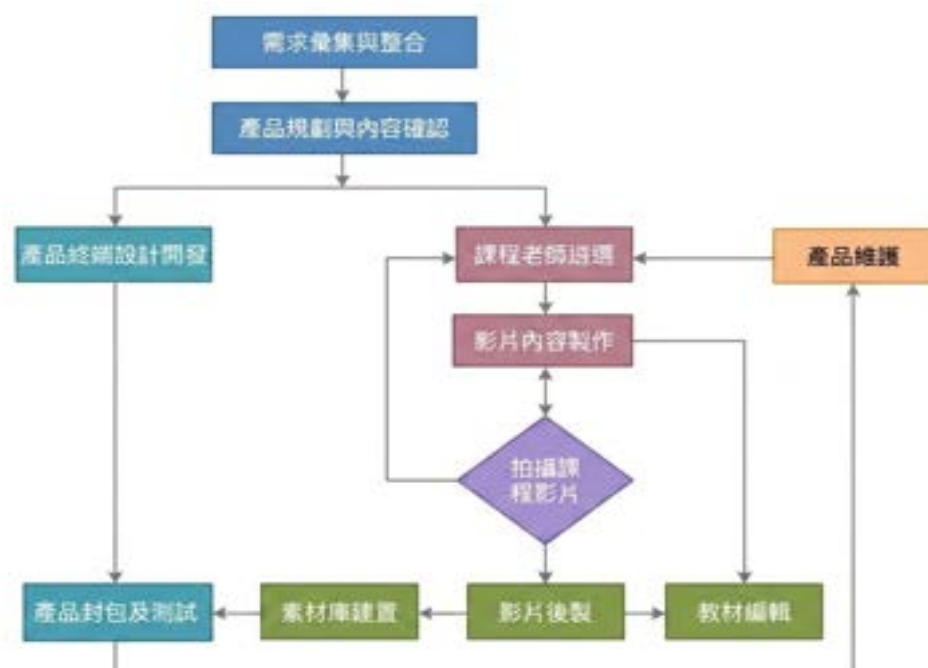 需求彙集與整合
產品規劃與內容確認
產品終端設計開發
課程老師遴選
產品維護
影片內容製作
拍攝課
程影片
產品封包及測試
素材庫建置
影片後製
教材編輯